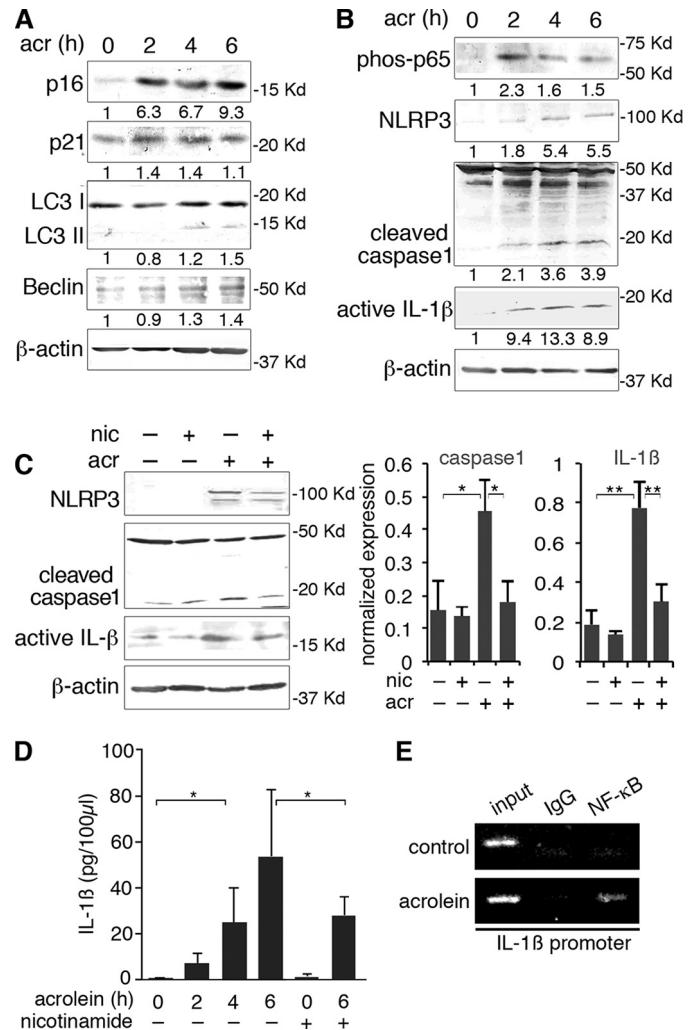 A
acr (h) 0 2 4 6
p16 -15 Kd
1 6.3 6.7 9.3
p21 -20 Kd
1 1.4 1.4 1.1
LC3 I -20 Kd
-15 Kd
LC3 II
1 0.8 1.2 1.5
Beclin -50 Kd
1 0.9 1.3 1.4
β-actin -37 Kd
B
acr (h) 0 2 4 6
-75 Kd
phos-p65
-50 Kd
1 2.3 1.6 1.5
NLRP3 -100 Kd
1 1.8 5.4 5.5
-50 Kd
-37 Kd
cleaved -20 Kd
caspase1
1 2.1 3.6 3.9
-20 Kd
active IL-1β
1 9.4 13.3 8.9
β-actin -37 Kd
C
nic – + – +
acr – – + +
NLRP3 -100 Kd
-50 Kd
cleaved -20 Kd
caspase1
active IL-β -15 Kd
β-actin -37 Kd
caspase1
normalized expression
0.6
0.5
0.4
0.3
0.2
0.1
0
* *
nic – + – +
acr – – + +
IL-1ß
1
0.8
0.6
0.4
0.2
0
** **
– + – +
– – + +
D
IL-1ß (pg/100µl)
100
80
60
40
20
0
* *
acrolein (h) 0 2 4 6 0 6
nicotinamide – – – – + +
E
input IgG NF-κB
control
acrolein
IL-1ß promoter